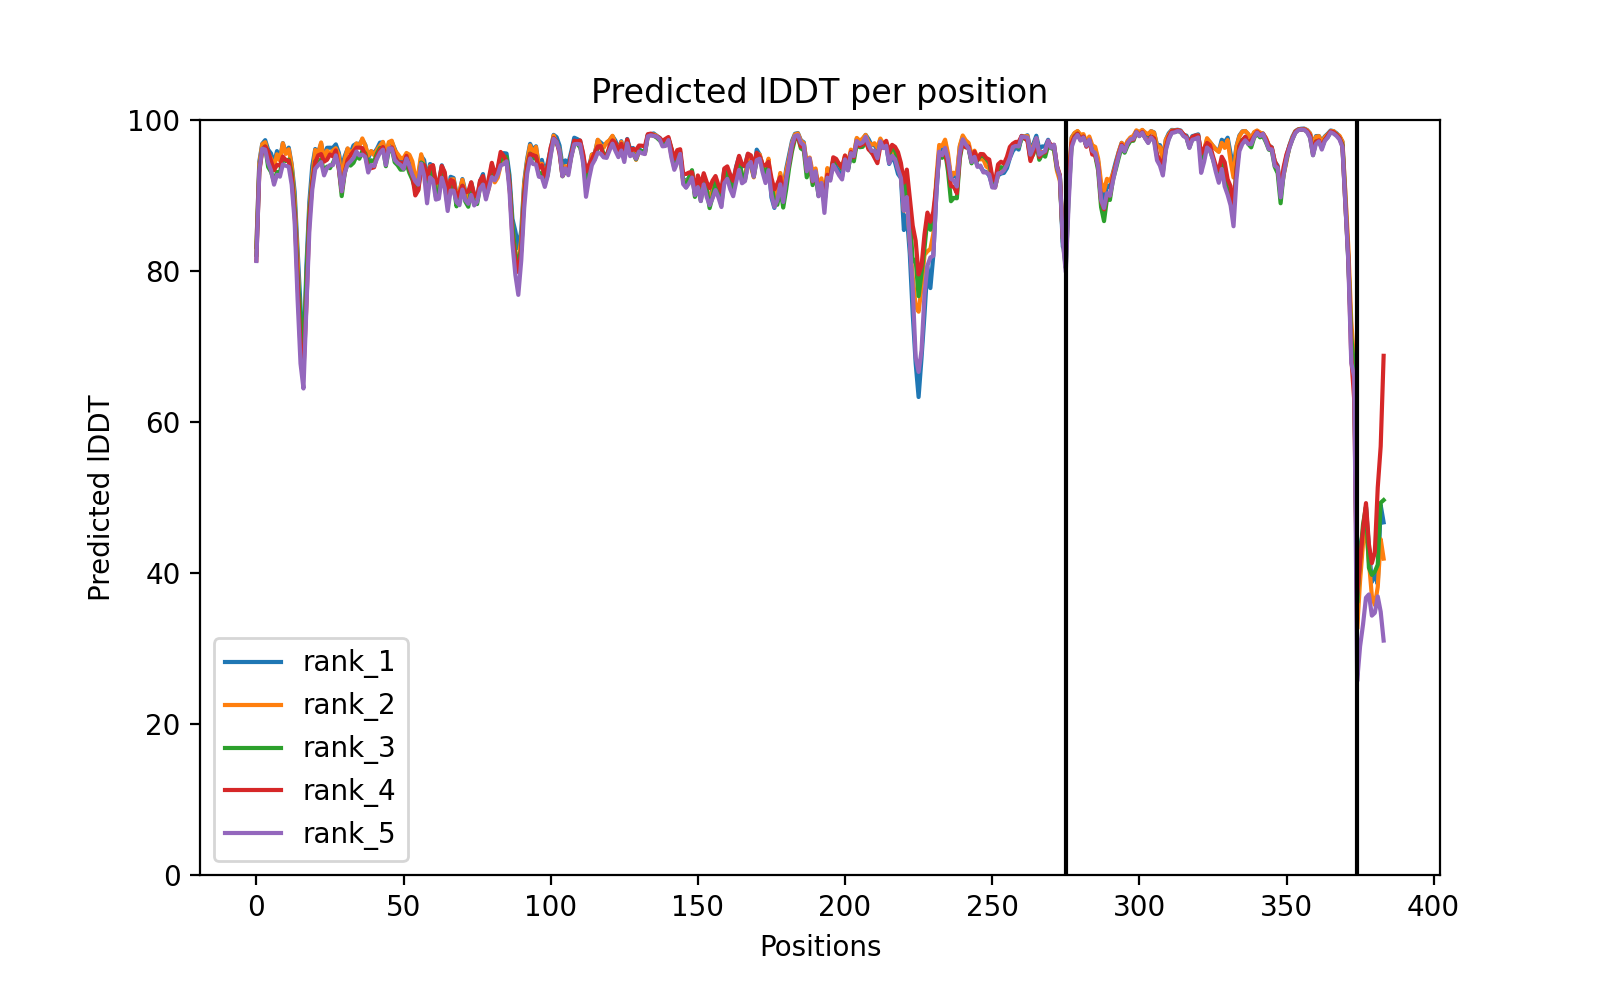 Predicted lDDT per position
Predicted lDDT
100
80
60
40
20
0
rank_1
rank_2
rank_3
rank_4
rank_5
0 50 100 150 200 250 300 350 400
Positions